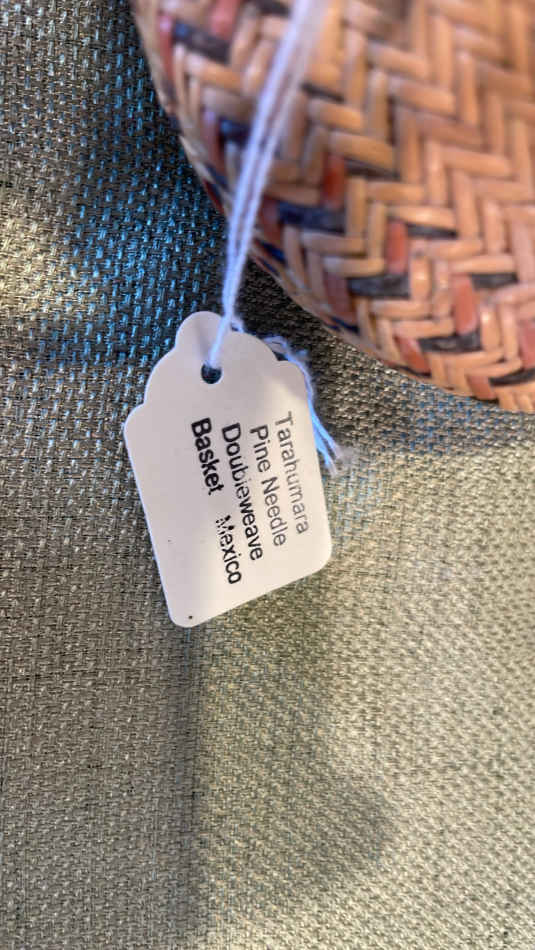 Tarahumara
Pine Needle
Doubleweave
Basket Mexico